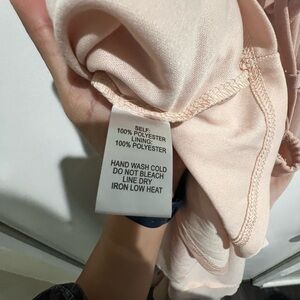 SELF:
100% POLYESTER
LINING:
100% POLYESTER
HAND WASH COLD
DO NOT BLEACH
LINE DRY
IRON LOW HEAT